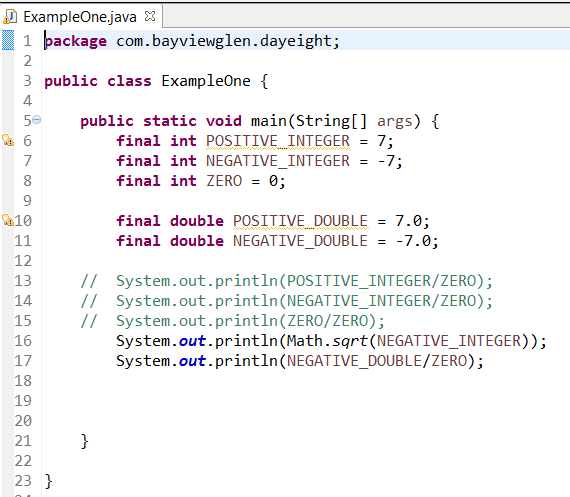 ExampleOne.java
1 package com.bayviewglen.dayeight;
2
3 public class ExampleOne {
4
5     public static void main(String[] args) {
6         final int POSITIVE_INTEGER = 7;
7         final int NEGATIVE_INTEGER = -7;
8         final int ZERO = 0;
9
10         final double POSITIVE_DOUBLE = 7.0;
11         final double NEGATIVE_DOUBLE = -7.0;
12
13     //  System.out.println(POSITIVE_INTEGER/ZERO);
14     //  System.out.println(NEGATIVE_INTEGER/ZERO);
15     //  System.out.println(ZERO/ZERO);
16         System.out.println(Math.sqrt(NEGATIVE_INTEGER));
17         System.out.println(NEGATIVE_DOUBLE/ZERO);
18
19
20
21     }
22
23 }